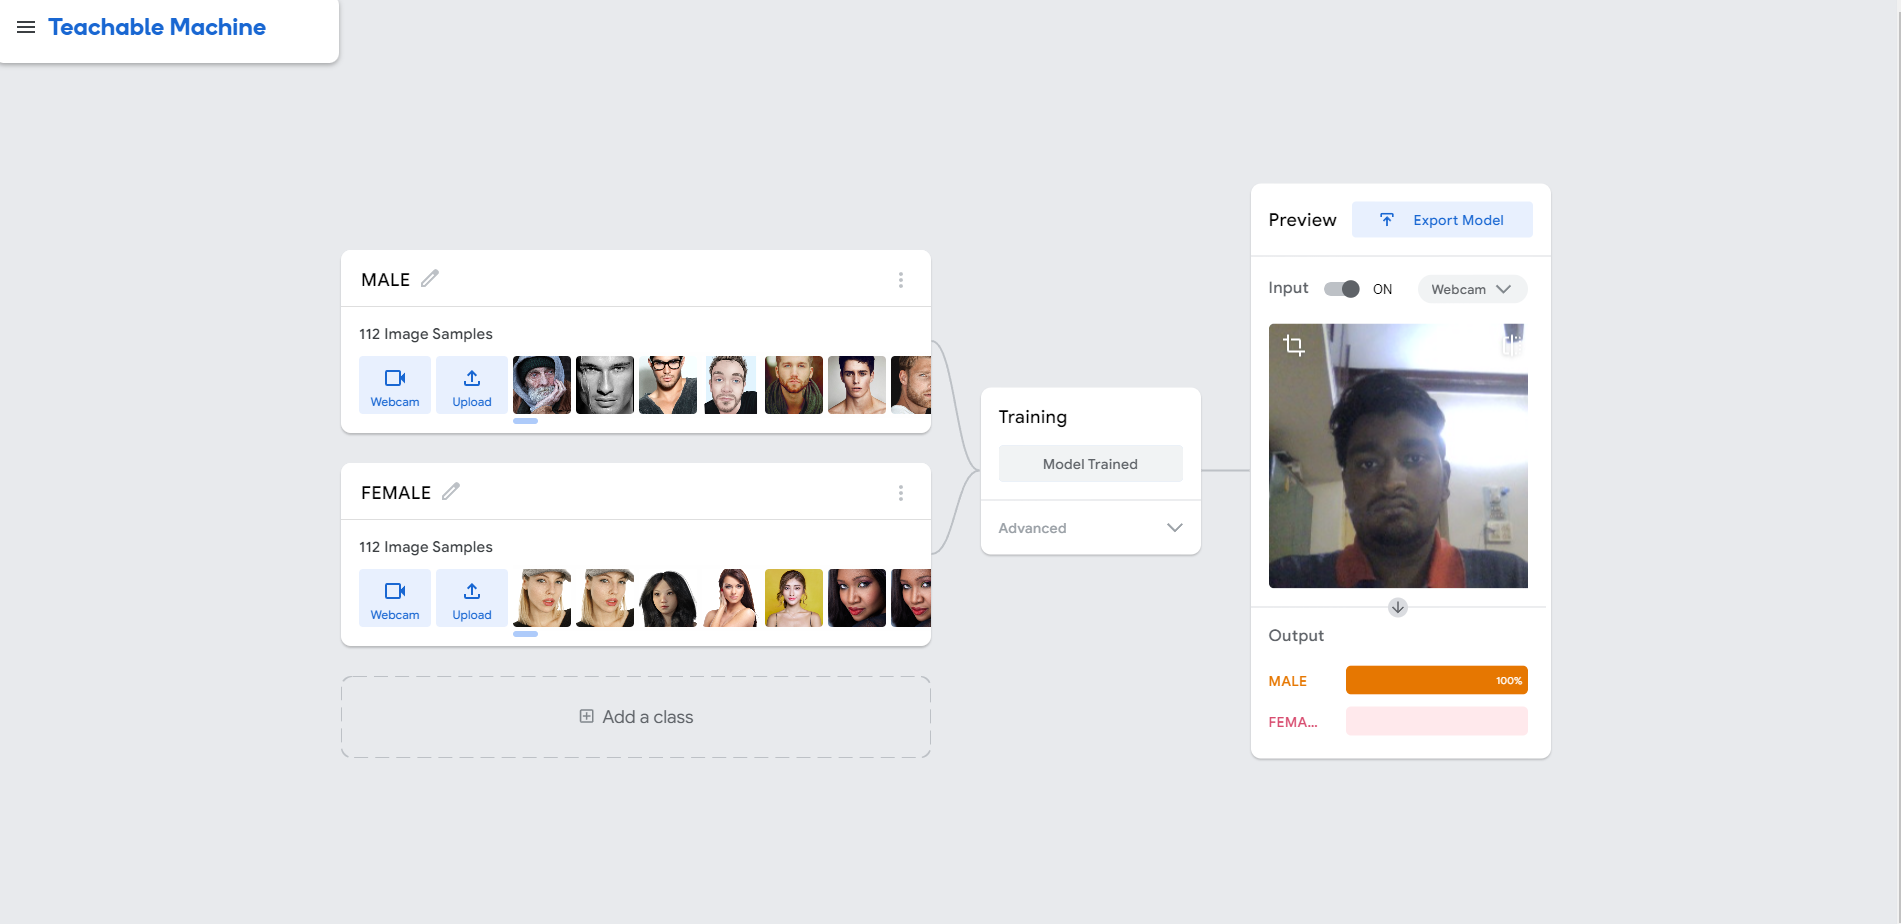 Teachable Machine
MALE
112 Image Samples
Webcam
Upload
FEMALE
112 Image Samples
Webcam
Upload
Add a class
Training
Model Trained
Advanced
Preview
Export Model
Input
ON
Webcam
Output
MALE
100%
FEMA...